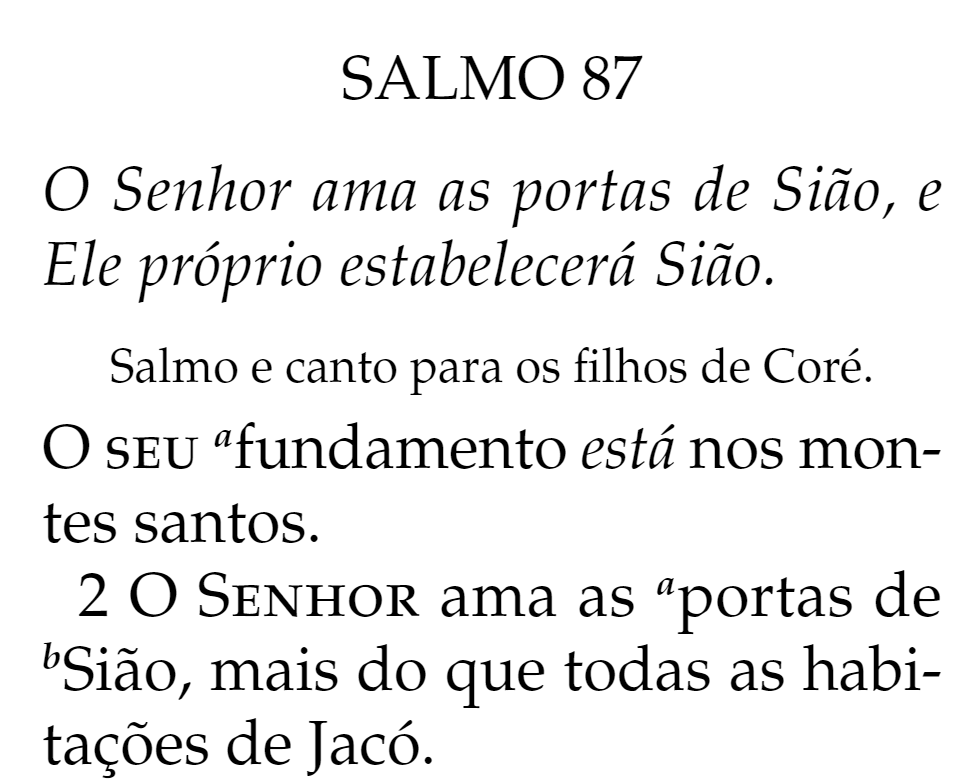 SALMO 87
O Senhor ama as portas de Sião, e
Ele próprio estabelecerá Sião.
Salmo e canto para os filhos de Coré.
O SEU ᵃfundamento está nos mon-
tes santos.
2 O SENHOR ama as ᵃportas de
ᵇSião, mais do que todas as habi-
tações de Jacó.